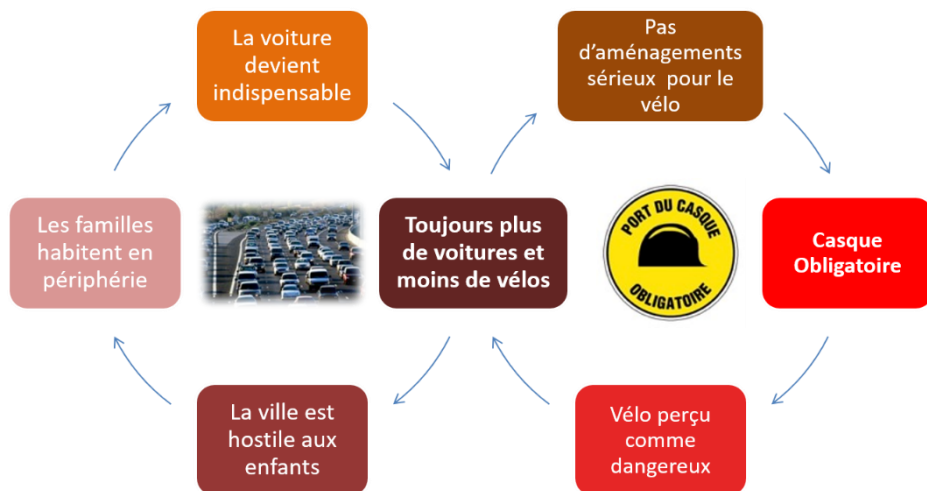 La voiture
devient
indispensable
Pas
d’aménagements
sérieux pour le
vélo
Les familles
habitent en
périphérie
Toujours plus
de voitures et
moins de vélos
PORT DU CASQUE
OBLIGATOIRE
Casque
Obligatoire
La ville est
hostile aux
enfants
Vélo perçu
comme
dangereux